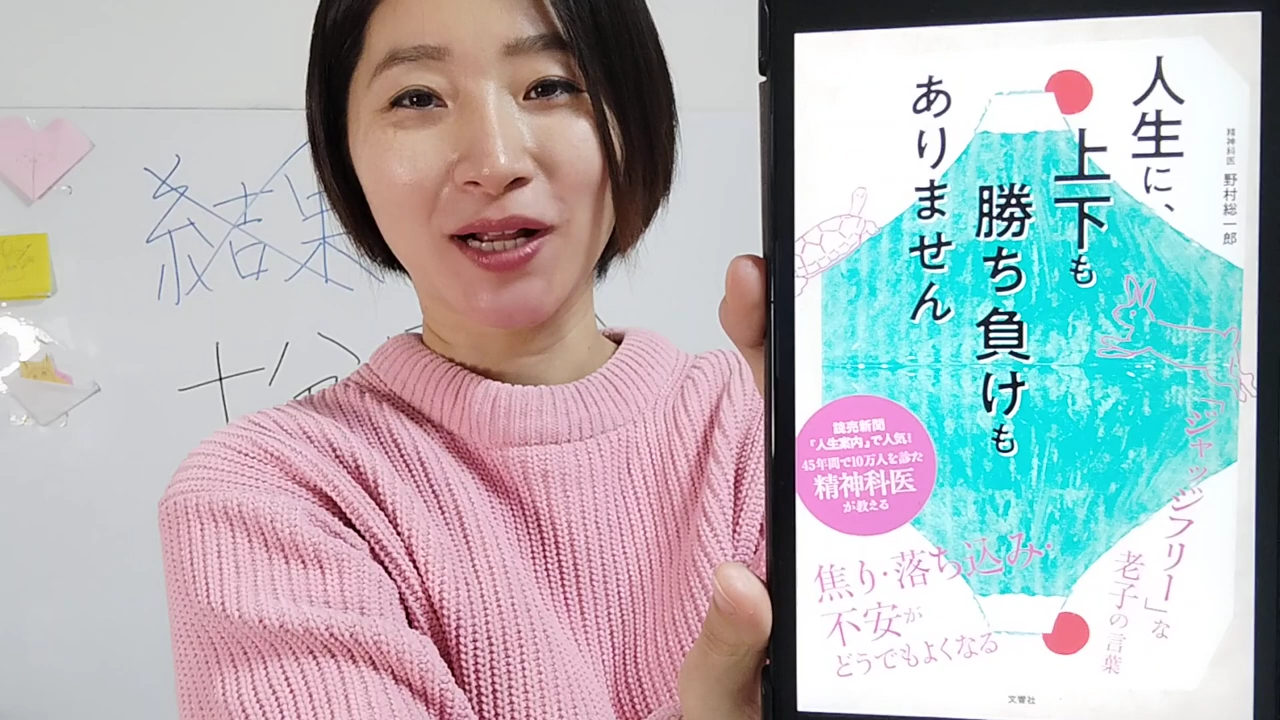 結果
人生に、
上下も
勝ち負けも
ありません
精神科医 野村総一郎
読売新聞
『人生案内』で人気!
45年間で10万人を診た
精神科医
が教える
「ジャッジフリー」な
老子の言葉
焦り・落ち込み・
不安が
どうでもよくなる
文響社